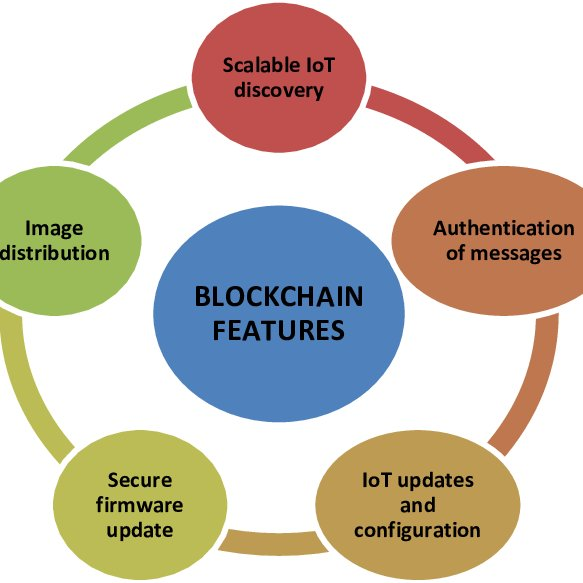 Scalable IoT
discovery
Image
distribution
Authentication
of messages
BLOCKCHAIN
FEATURES
Secure
firmware
update
IoT updates
and
configuration